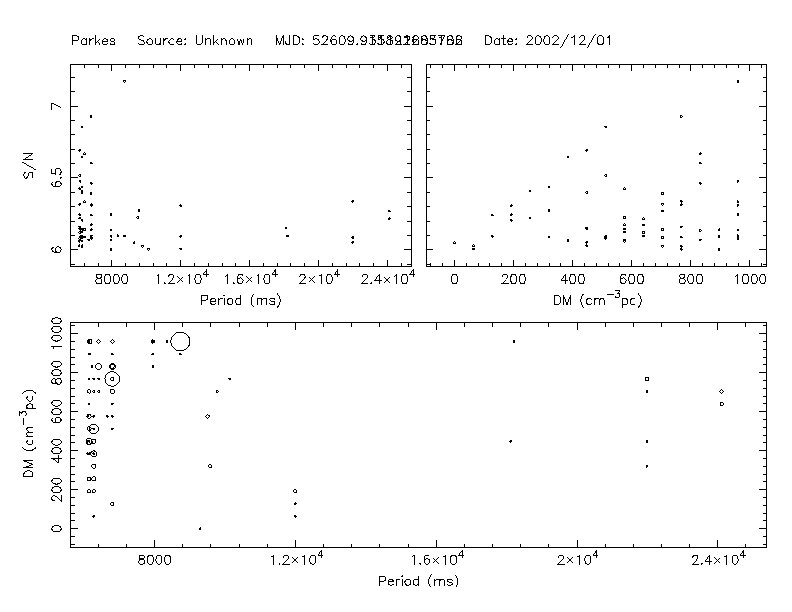 Parkes Source: Unknown MJD: Date: 2002/12/01
S/N
7
6.5
6
8000 1.2×10⁴ 1.6×10⁴ 2×10⁴ 2.4×10⁴
Period (ms)
0 200 400 600 800 1000
DM (cm⁻³pc)
DM (cm⁻³pc)
1000
800
600
400
200
0
8000 1.2×10⁴ 1.6×10⁴ 2×10⁴ 2.4×10⁴
Period (ms)